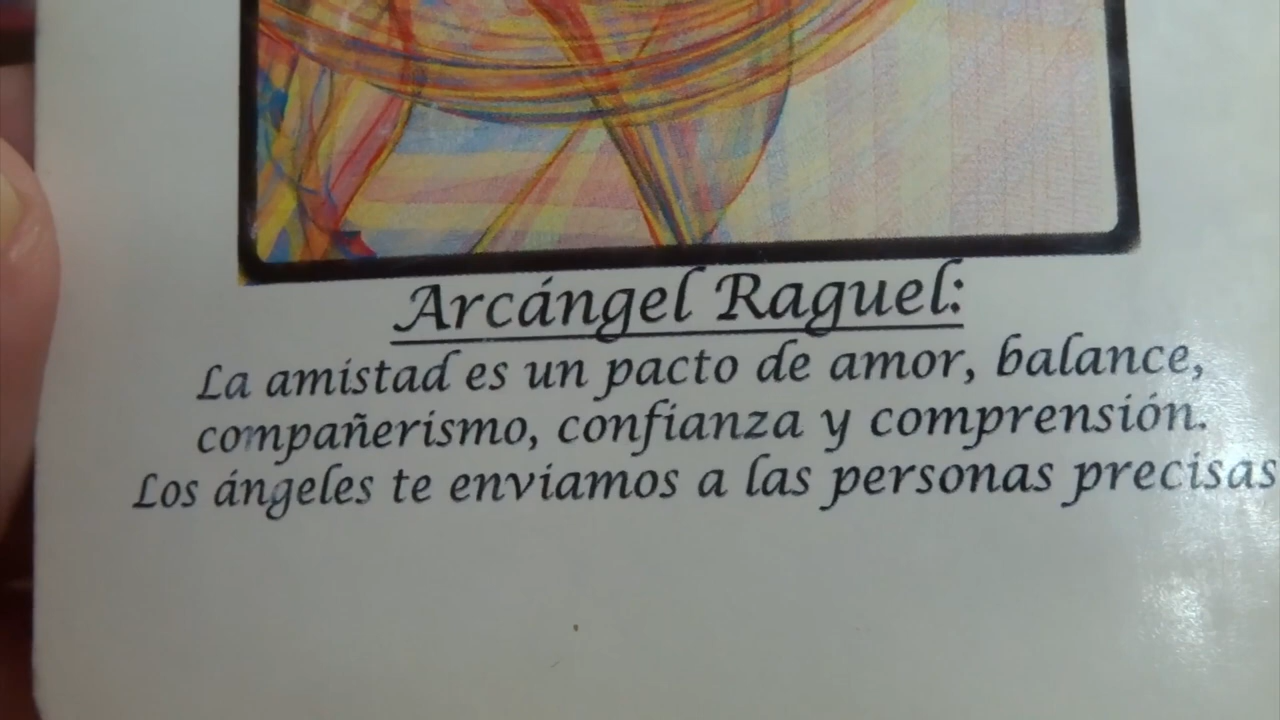 Arcángel Raguel:
La amistad es un pacto de amor, balance,
compañerismo, confianza y comprensión.
Los ángeles te enviamos a las personas precisas